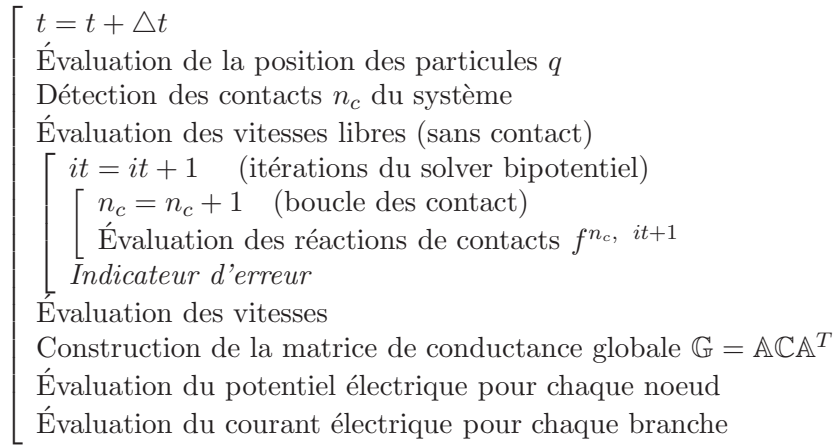 t = t + △t
Évaluation de la position des particules q
Détection des contacts n_c du système
Évaluation des vitesses libres (sans contact)
it = it + 1 (itérations du solver bipotentiel)
n_c = n_c + 1 (boucle des contact)
Évaluation des réactions de contacts f^{n_c, it+1}
Indicateur d'erreur
Évaluation des vitesses
Construction de la matrice de conductance globale 𝔾 = 𝔸ℂ𝔸^T
Évaluation du potentiel électrique pour chaque noeud
Évaluation du courant électrique pour chaque branche